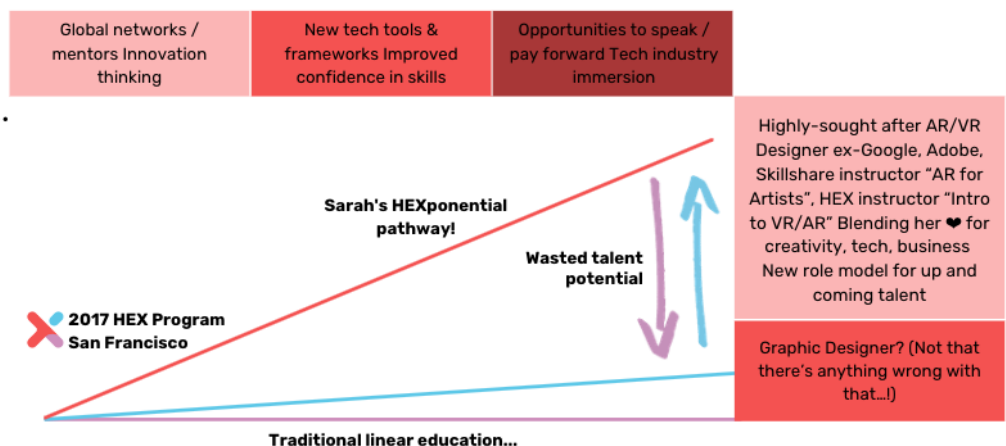 Global networks /
mentors Innovation
thinking
New tech tools &
frameworks Improved
confidence in skills
Opportunities to speak /
pay forward Tech industry
immersion
Highly-sought after AR/VR
Designer ex-Google, Adobe,
Skillshare instructor “AR for
Artists”, HEX instructor “Intro
to VR/AR” Blending her ❤ for
creativity, tech, business
New role model for up and
coming talent
Sarah's HEXponential
pathway!
Wasted talent
potential
2017 HEX Program
San Francisco
Graphic Designer? (Not that
there’s anything wrong with
that...!)
Traditional linear education...